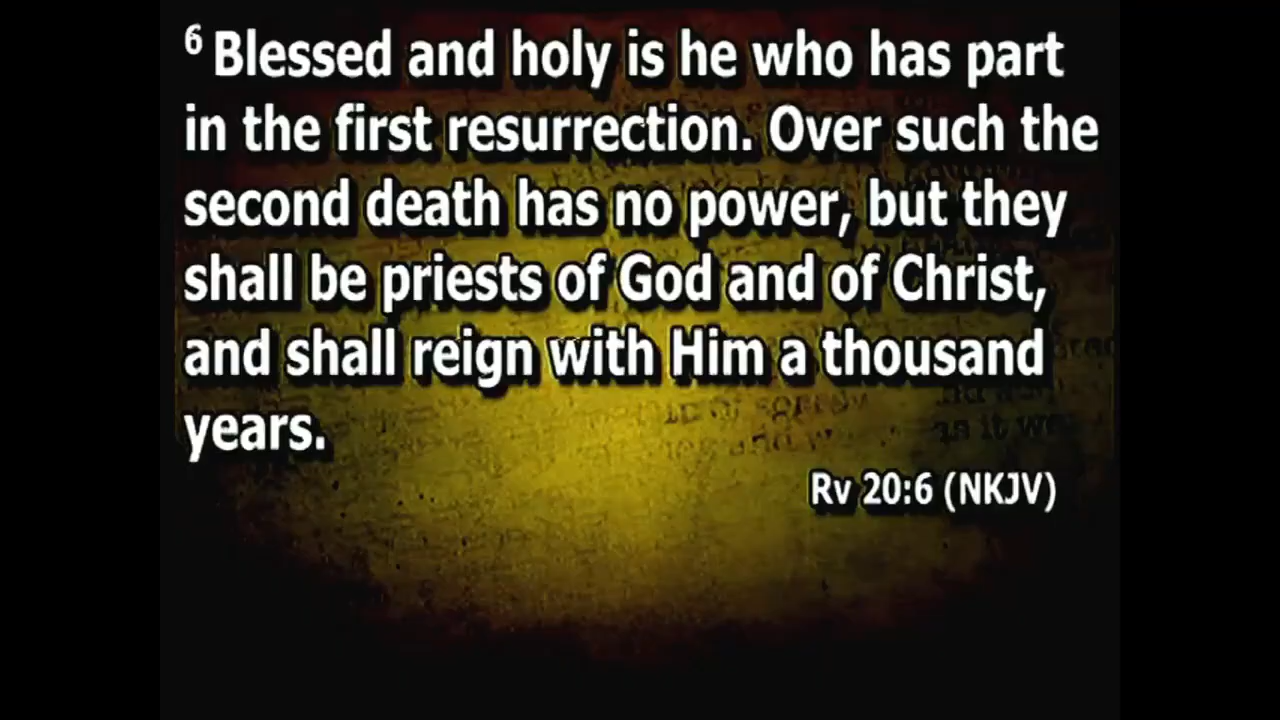 6 Blessed and holy is he who has part
in the first resurrection. Over such the
second death has no power, but they
shall be priests of God and of Christ,
and shall reign with Him a thousand
years.
Rv 20:6 (NKJV)